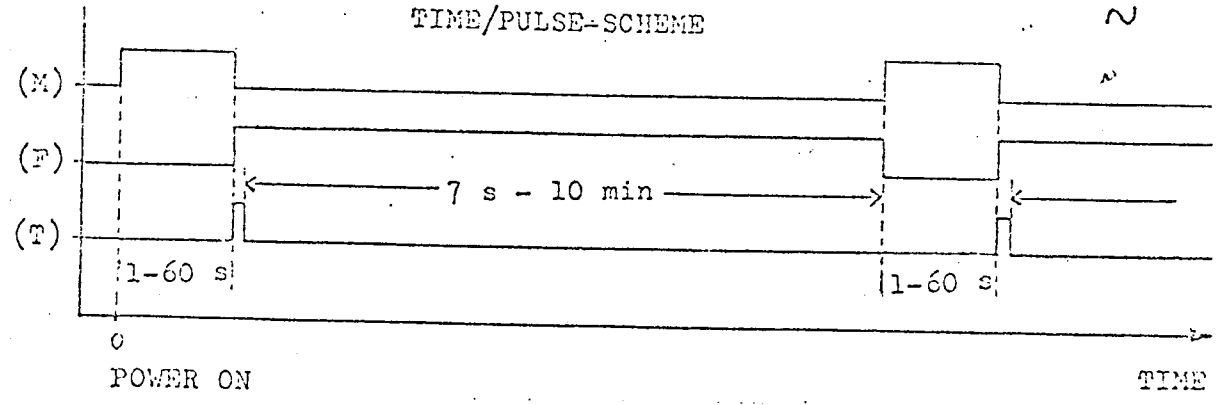 TIME/PULSE-SCHEME
(M)
(F)
7 s - 10 min
(T)
1-60 s
1-60 s
0
POWER ON
TIME